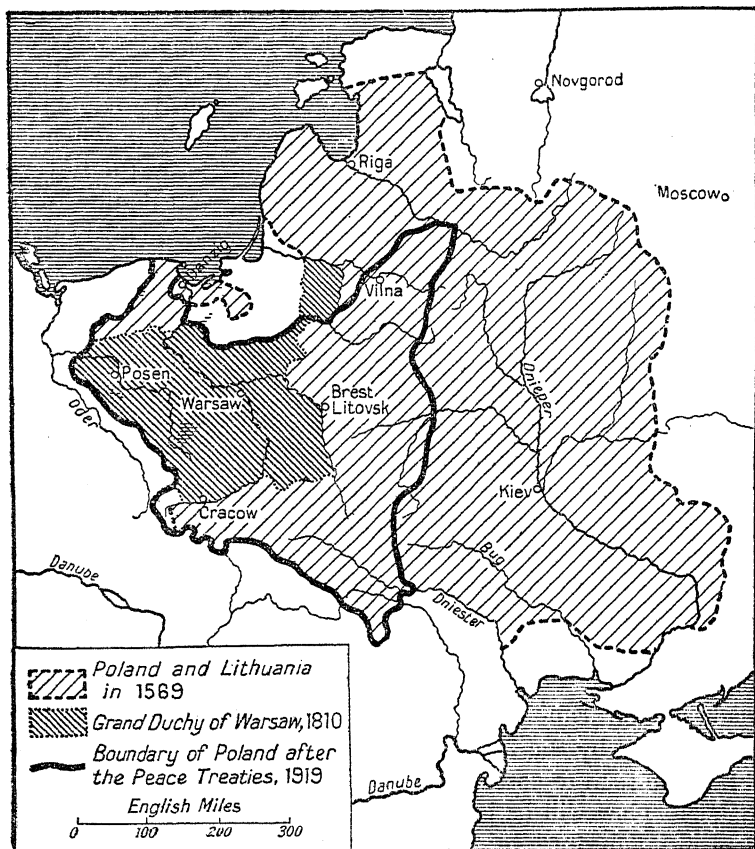 Novgorod
Riga
Moscow
Danzig
Vilna
Posen
Warsaw
Brest
Litovsk
Dnieper
Oder
Cracow
Kiev
Bug
Danube
Dniester
Poland and Lithuania
in 1569
Grand Duchy of Warsaw, 1810
Boundary of Poland after
the Peace Treaties, 1919
English Miles
0 100 200 300
Danube